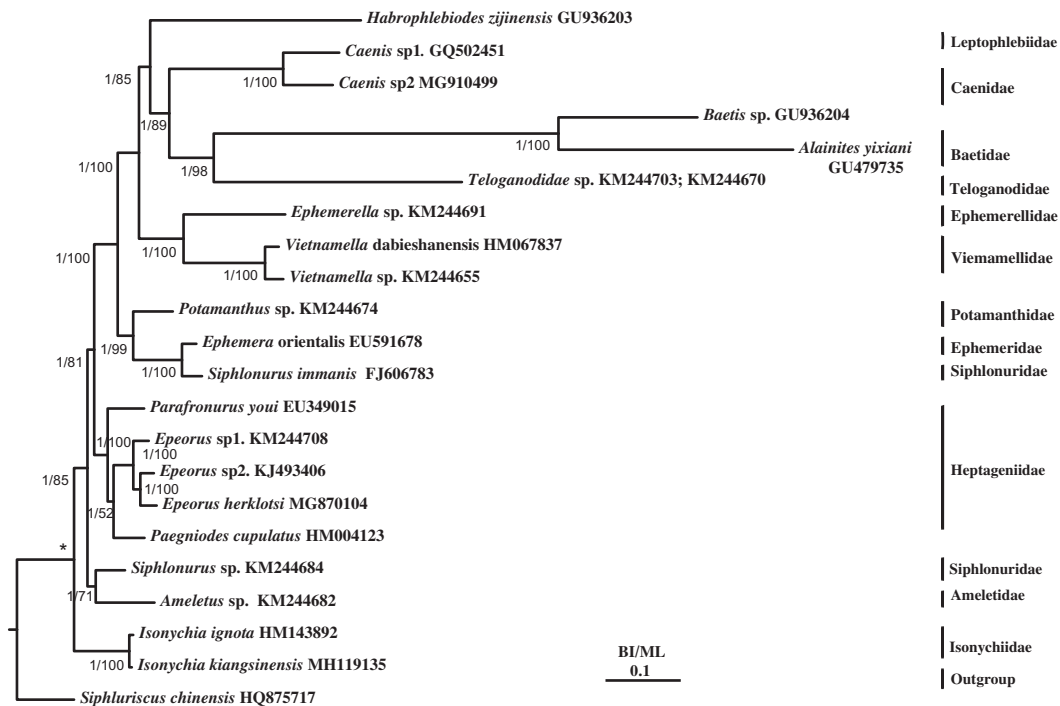 Habrophlebiodes zijinensis GU936203
Leptophlebiidae
Caenis sp1. GQ502451
1/85
1/100
Caenis sp2 MG910499
Caenidae
Baetis sp. GU936204
1/89
1/100
Alainites yixiani
GU479735
Baetidae
1/100
1/98
Teloganodidae sp. KM244703; KM244670
Teloganodidae
Ephemerella sp. KM244691
Ephemerellidae
1/100
1/100
Vietnamella dabieshanensis HM067837
Viemamellidae
1/100
Vietnamella sp. KM244655
Potamanthus sp. KM244674
Potamanthidae
1/81
1/99
Ephemera orientalis EU591678
Ephemeridae
1/100
Siphlonurus immanis FJ606783
Siphlonuridae
Parafronurus youi EU349015
1/100
Epeorus sp1. KM244708
1/100
1/85
Epeorus sp2. KJ493406
Heptageniidae
1/100
1/52
Epeorus herklotsi MG870104
*
Paegniodes cupulatus HM004123
Siphlonurus sp. KM244684
Siphlonuridae
1/71
Ameletus sp. KM244682
Ameletidae
Isonychia ignota HM143892
Isonychiidae
1/100
Isonychia kiangsinensis MH119135
BI/ML
0.1
Outgroup
Siphluriscus chinensis HQ875717